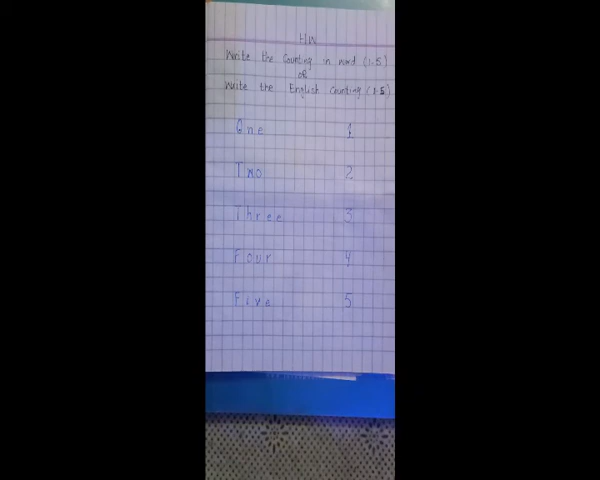 H.W
Write the Counting in word (1-5)
OR
Write the English Counting (1-5
One 1
Two 2
Three 3
Four 4
Five 5